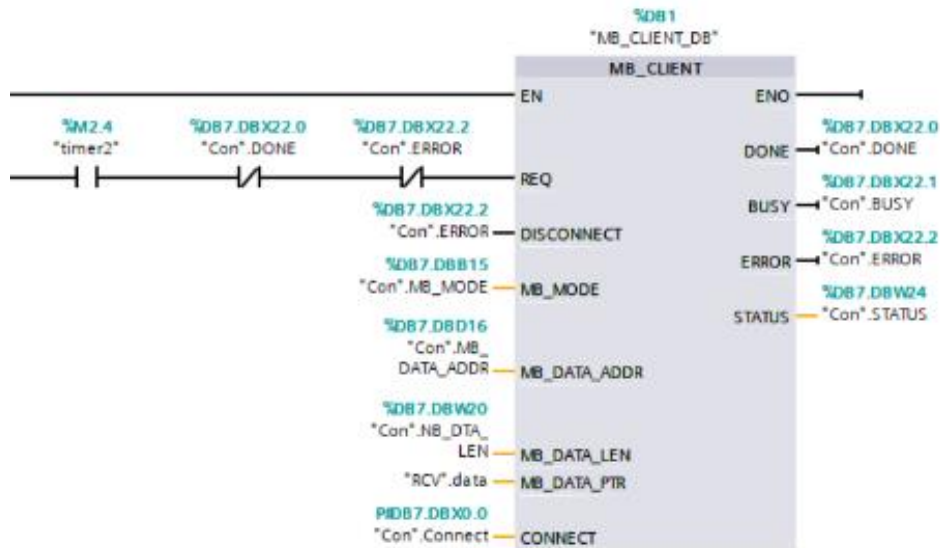 %DB1
"MB_CLIENT_DB"
MB_CLIENT
EN ENO
%M2.4 %DB7.DBX22.0 %DB7.DBX22.2
"timer2" "Con".DONE "Con".ERROR
REQ
%DB7.DBX22.0
DONE "Con".DONE
%DB7.DBX22.1
BUSY "Con".BUSY
%DB7.DBX22.2
"Con".ERROR DISCONNECT
%DB7.DBX22.2
ERROR "Con".ERROR
%DB7.DBB15
"Con".MB_MODE MB_MODE
%DB7.DBW24
STATUS "Con".STATUS
%DB7.DBD16
"Con".MB_
DATA_ADDR MB_DATA_ADDR
%DB7.DBW20
"Con".NB_DTA_
LEN MB_DATA_LEN
"RCV".data MB_DATA_PTR
P#DB7.DBX0.0
"Con".Connect CONNECT